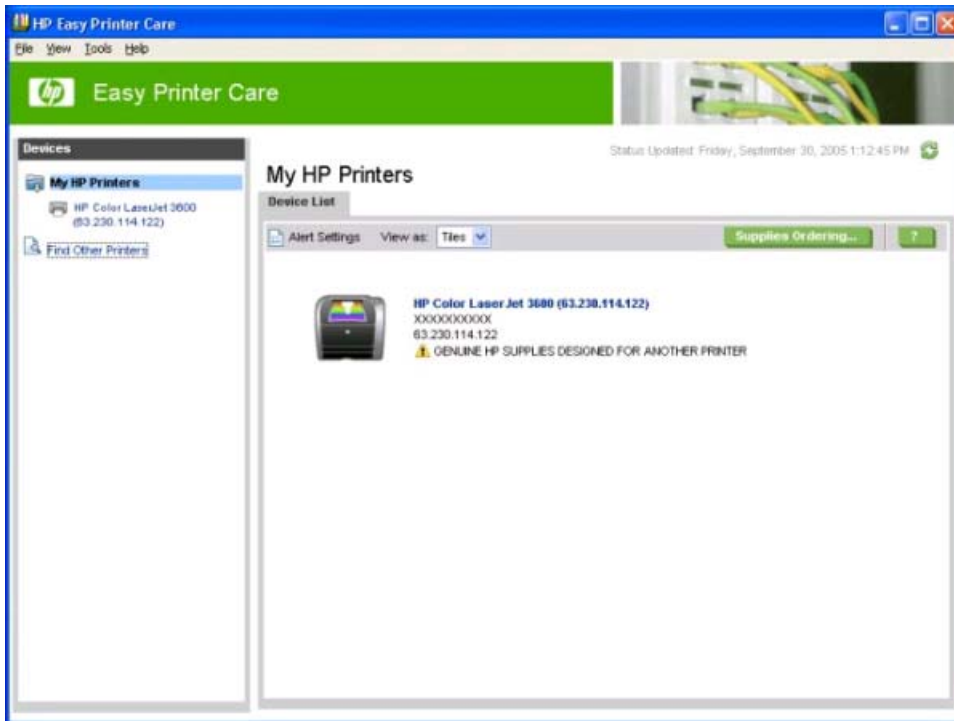 HP Easy Printer Care
File View Tools Help
hp Easy Printer Care
Devices
My HP Printers
HP Color LaserJet 3600
(63.230.114.122)
Find Other Printers
Status Updated: Friday, September 30, 2005 1:12:45 PM
My HP Printers
Device List
Alert Settings View as: Tiles
Supplies Ordering... ?
HP Color LaserJet 3600 (63.230.114.122)
XXXXXXXXXX
63.230.114.122
GENUINE HP SUPPLIES DESIGNED FOR ANOTHER PRINTER